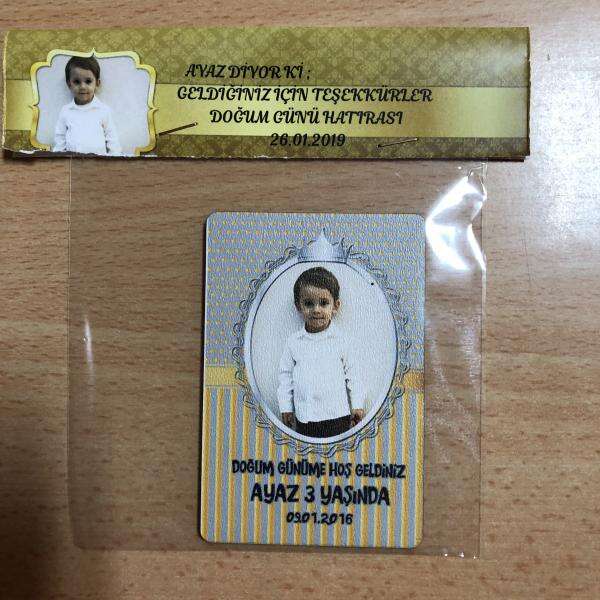 AYAZ DİYOR Kİ ;
GELDİĞİNİZ İÇİN TEŞEKKÜRLER
DOĞUM GÜNÜ HATIRASI
26.01.2019
DOĞUM GÜNÜME HOŞ GELDİNİZ
AYAZ 3 YAŞINDA
09.01.2016